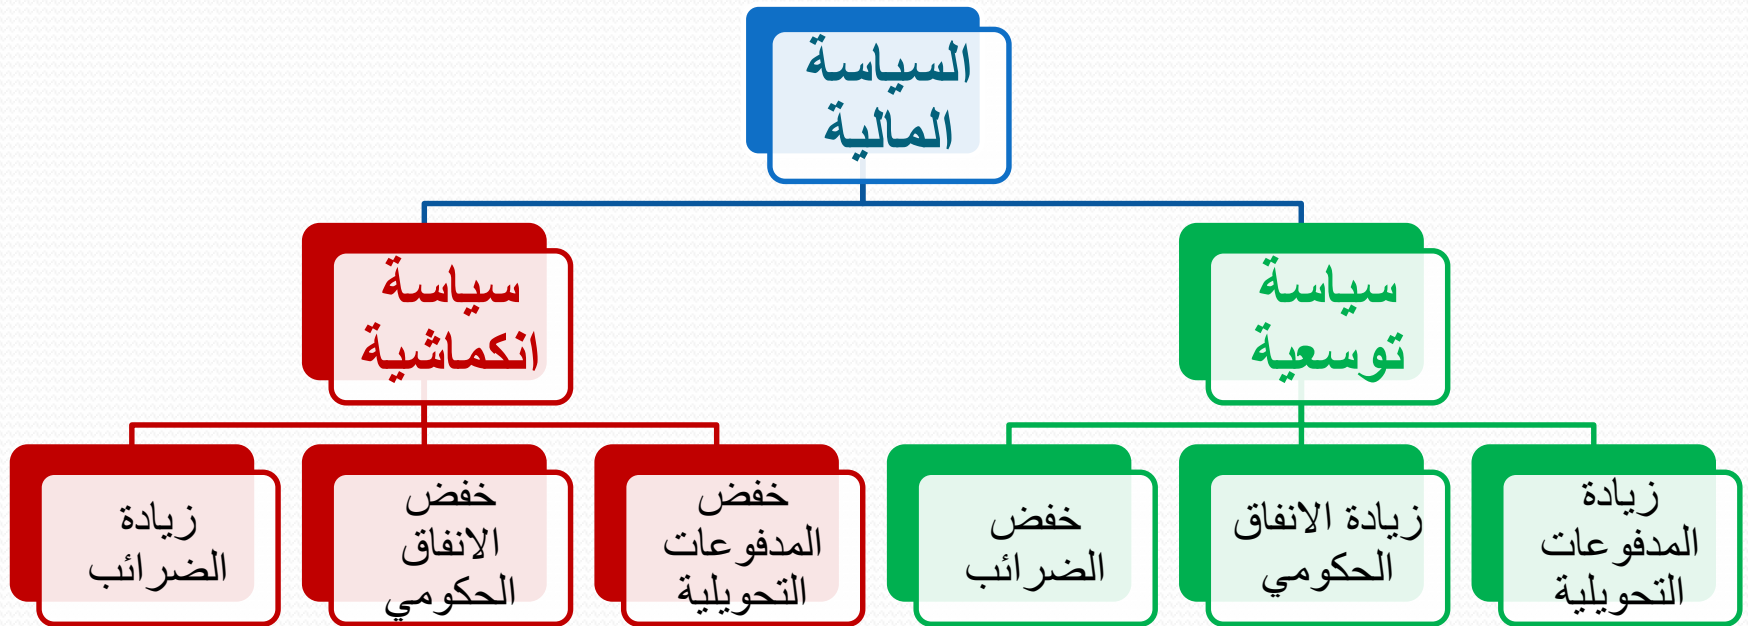 السياسة
المالية
سياسة
توسعية
سياسة
انكماشية
زيادة
المدفوعات
التحويلية
زيادة الانفاق
الحكومي
خفض
الضرائب
خفض
المدفوعات
التحويلية
خفض
الانفاق
الحكومي
زيادة
الضرائب